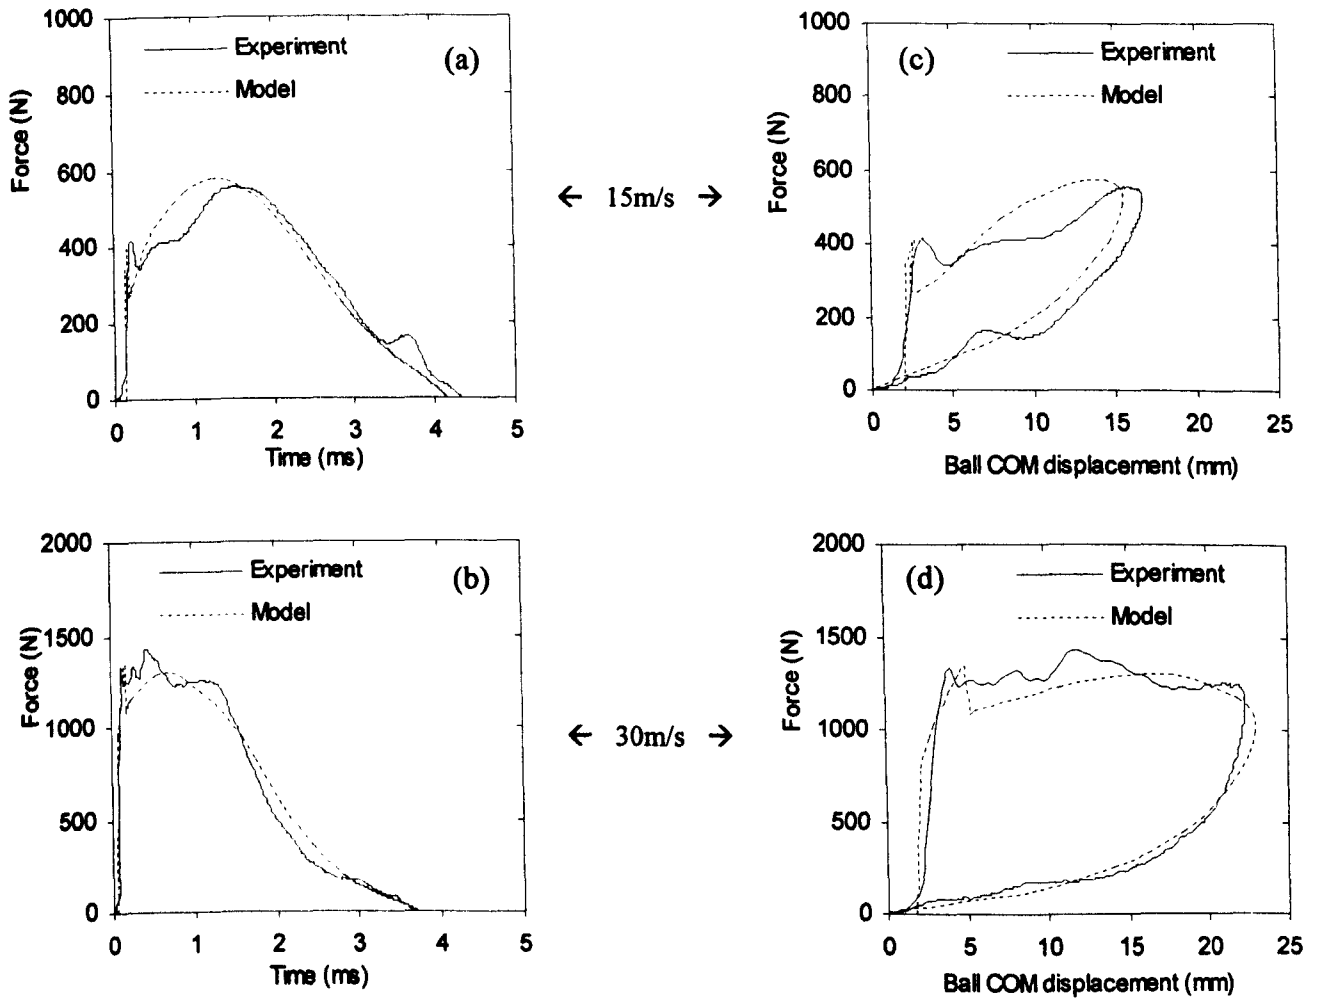 1000
800
600
400
200
0
Force (N)
Experiment
Model
(a)
0 1 2 3 4 5
Time (ms)
← 15m/s →
1000
800
600
400
200
0
Force (N)
Experiment
Model
(c)
0 5 10 15 20 25
Ball COM displacement (mm)
2000
1500
1000
500
0
Force (N)
Experiment
Model
(b)
0 1 2 3 4 5
Time (ms)
← 30m/s →
2000
1500
1000
500
0
Force (N)
Experiment
Model
(d)
0 5 10 15 20 25
Ball COM displacement (mm)